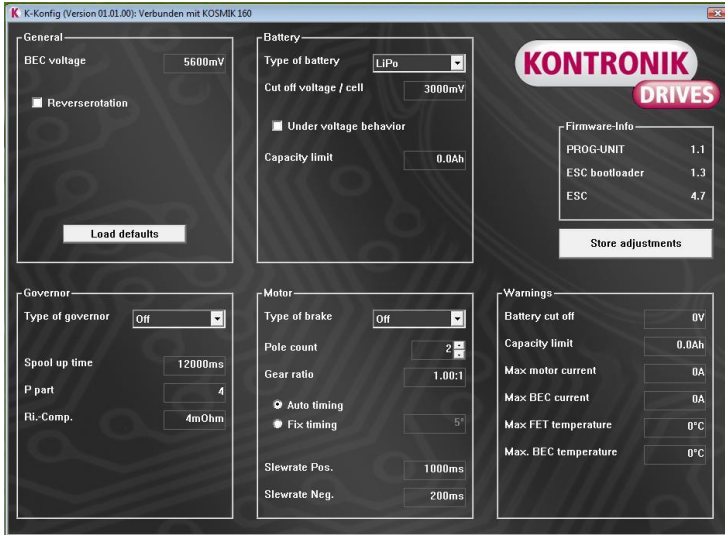 K K-Konfig (Version 01.01.00): Verbunden mit KOSMIK 160
General
BEC voltage 5600mV
Reverserotation
Load defaults
Battery
Type of battery LiPo
Cut off voltage / cell 3000mV
Under voltage behavior
Capacity limit 0.0Ah
KONTRONIK
DRIVES
Firmware-Info
PROG-UNIT 1.1
ESC bootloader 1.3
ESC 4.7
Store adjustments
Governor
Type of governor Off
Spool up time 12000ms
P part 4
Ri.-Comp. 4mOhm
Motor
Type of brake Off
Pole count 2
Gear ratio 1.00:1
Auto timing
Fix timing 5°
Slewrate Pos. 1000ms
Slewrate Neg. 200ms
Warnings
Battery cut off 0V
Capacity limit 0.0Ah
Max motor current 0A
Max BEC current 0A
Max FET temperature 0°C
Max. BEC temperature 0°C